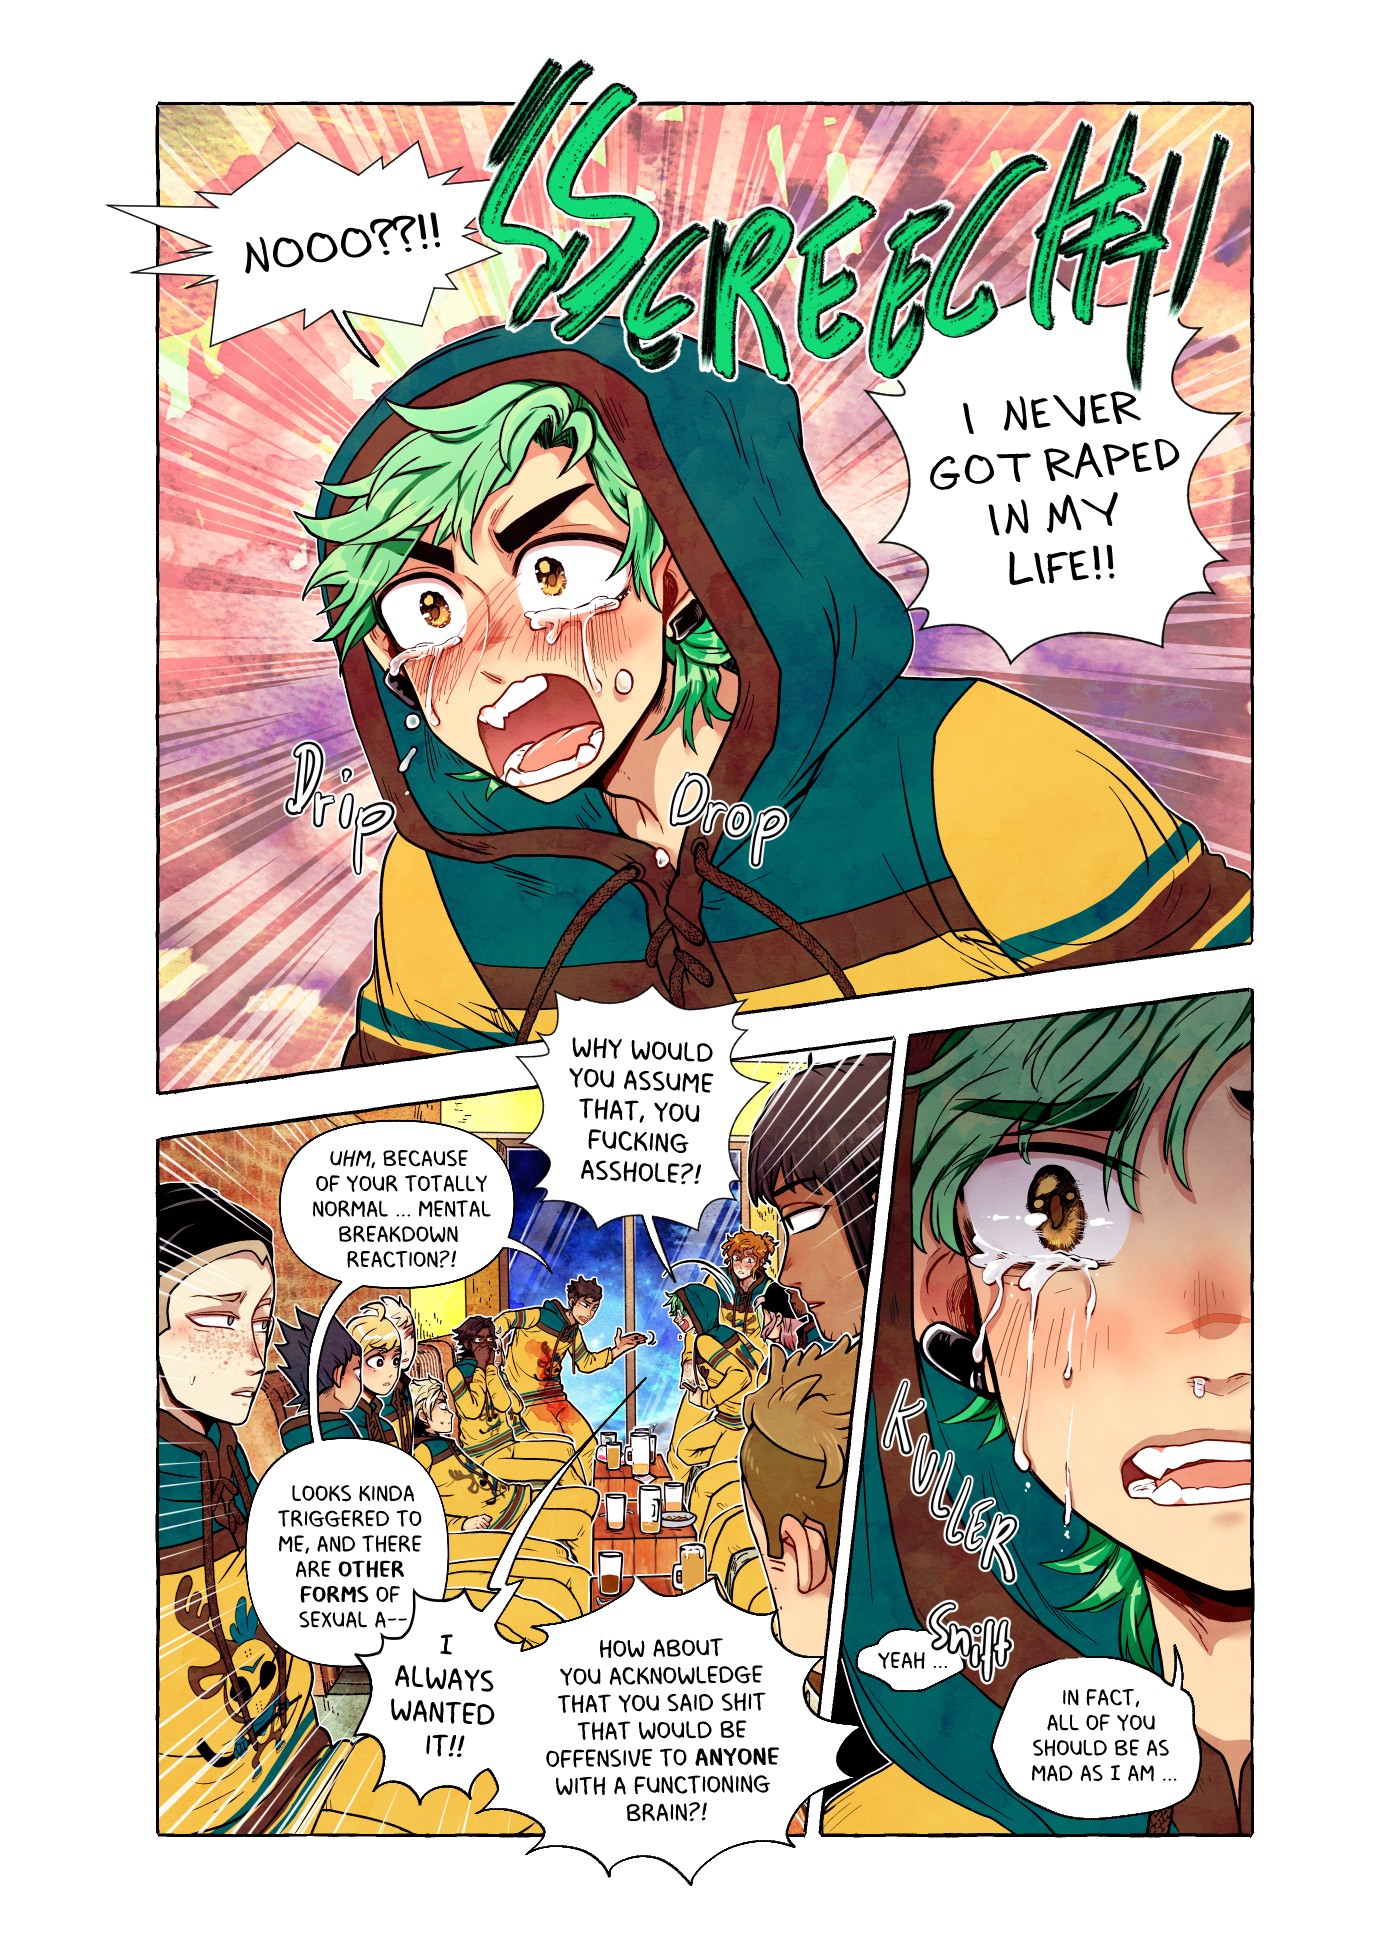 SSCREECH!!
NOOO??!!
I NEVER
GOT RAPED
IN MY
LIFE!!
Drip
Drop
WHY WOULD
YOU ASSUME
THAT, YOU
FUCKING
ASSHOLE?!
UHM, BECAUSE
OF YOUR TOTALLY
NORMAL ... MENTAL
BREAKDOWN
REACTION?!
LOOKS KINDA
TRIGGERED TO
ME, AND THERE
ARE OTHER
FORMS OF
SEXUAL A--
I
ALWAYS
WANTED
IT!!
HOW ABOUT
YOU ACKNOWLEDGE
THAT YOU SAID SHIT
THAT WOULD BE
OFFENSIVE TO ANYONE
WITH A FUNCTIONING
BRAIN?!
KULLER
Sniff
YEAH ...
IN FACT,
ALL OF YOU
SHOULD BE AS
MAD AS I AM ...